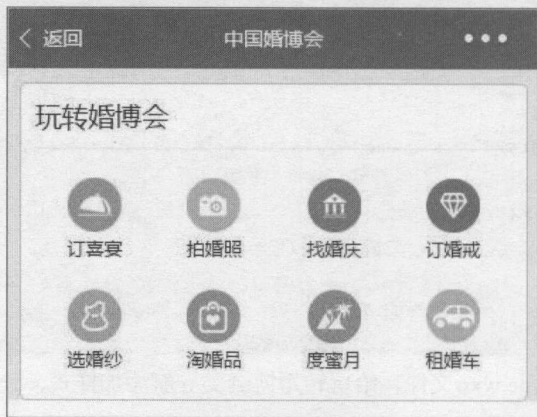 返回 中国婚博会
玩转婚博会
订喜宴 拍婚照 找婚庆 订婚戒
选婚纱 淘婚品 度蜜月 租婚车